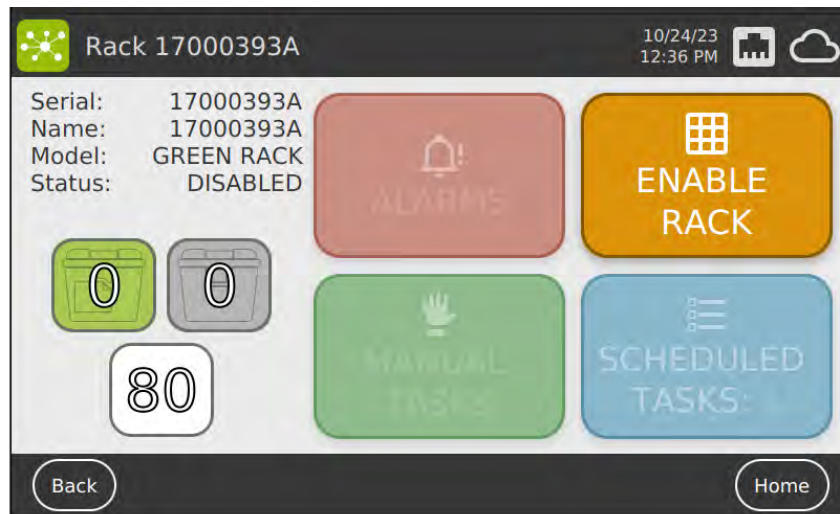 Rack 17000393A
10/24/23
12:36 PM
Serial: 17000393A
Name: 17000393A
Model: GREEN RACK
Status: DISABLED
0 0
80
ALARMS
ENABLE
RACK
MANUAL
TASKS
SCHEDULED
TASKS:
Back
Home